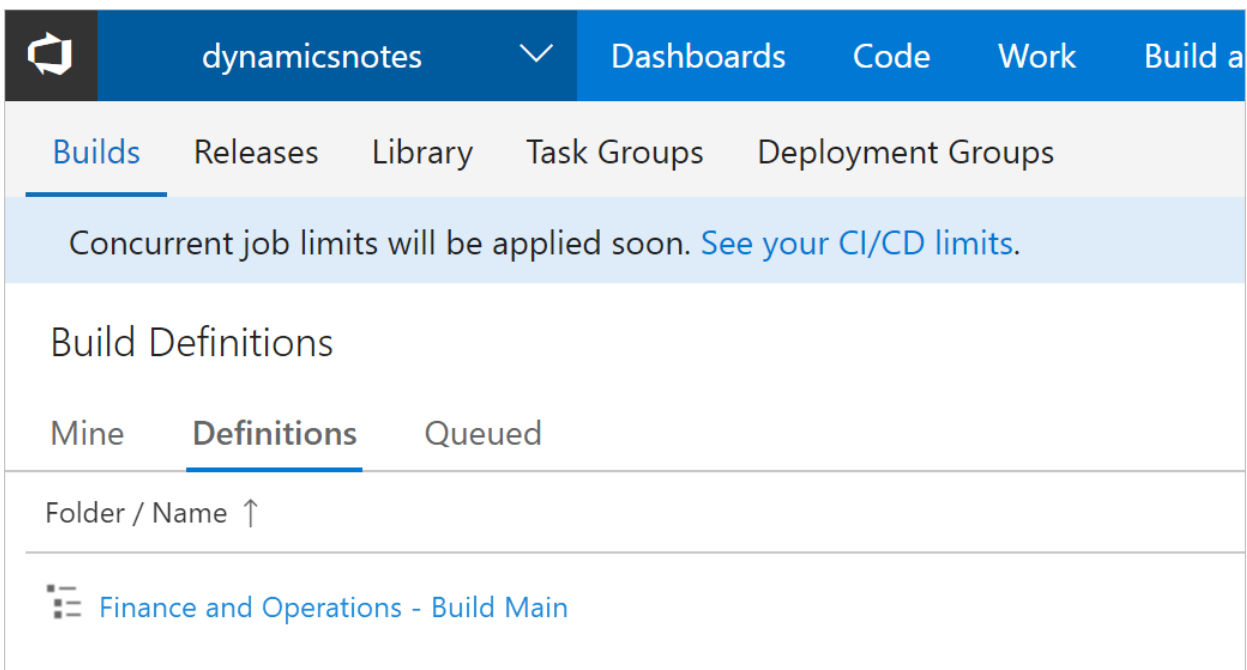 dynamicsnotes Dashboards Code Work Build a
Builds Releases Library Task Groups Deployment Groups
Concurrent job limits will be applied soon. See your CI/CD limits.
Build Definitions
Mine Definitions Queued
Folder / Name ↑
Finance and Operations - Build Main